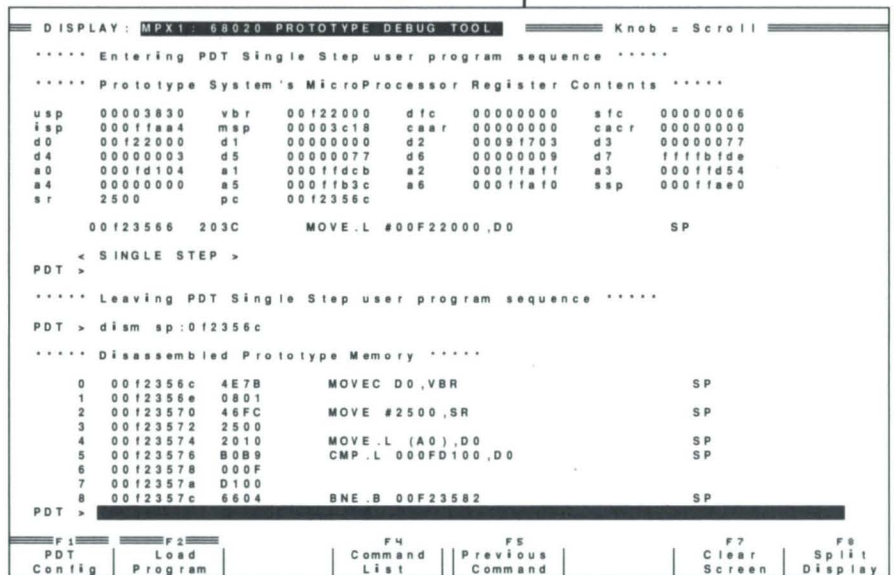 DISPLAY: MPX1: 68020 PROTOTYPE DEBUG TOOL Knob = Scroll
***** Entering PDT Single Step user program sequence *****
***** Prototype System's MicroProcessor Register Contents *****
usp 00003830 vbr 00f22000 dfc 00000000 sfc 00000006
isp 000ffaa4 msp 00003c18 caar 00000000 cacr 00000000
d0 00f22000 d1 00000000 d2 0009f703 d3 00000077
d4 00000003 d5 00000077 d6 00000009 d7 ffffbfde
a0 000fd104 a1 000ffdcb a2 000ffaff a3 000ffd54
a4 00000000 a5 000ffb3c a6 000ffaf0 ssp 000ffae0
sr 2500 pc 00f2356c
00f23566 203C MOVE.L #00F22000,D0 SP
< SINGLE STEP >
PDT >
***** Leaving PDT Single Step user program sequence *****
PDT > dism sp:0f2356c
***** Disassembled Prototype Memory *****
0 00f2356c 4E7B MOVEC D0,VBR SP
1 00f2356e 0801
2 00f23570 46FC MOVE #2500,SR SP
3 00f23572 2500
4 00f23574 2010 MOVE.L (A0),D0 SP
5 00f23576 B0B9 CMP.L 000FD100,D0 SP
6 00f23578 000F
7 00f2357a D100
8 00f2357c 6604 BNE.B 00F23582 SP
PDT >
F1 F2 F4 F5 F7 F8
PDT Load Command Previous Clear Split
Config Program List Command Screen Display